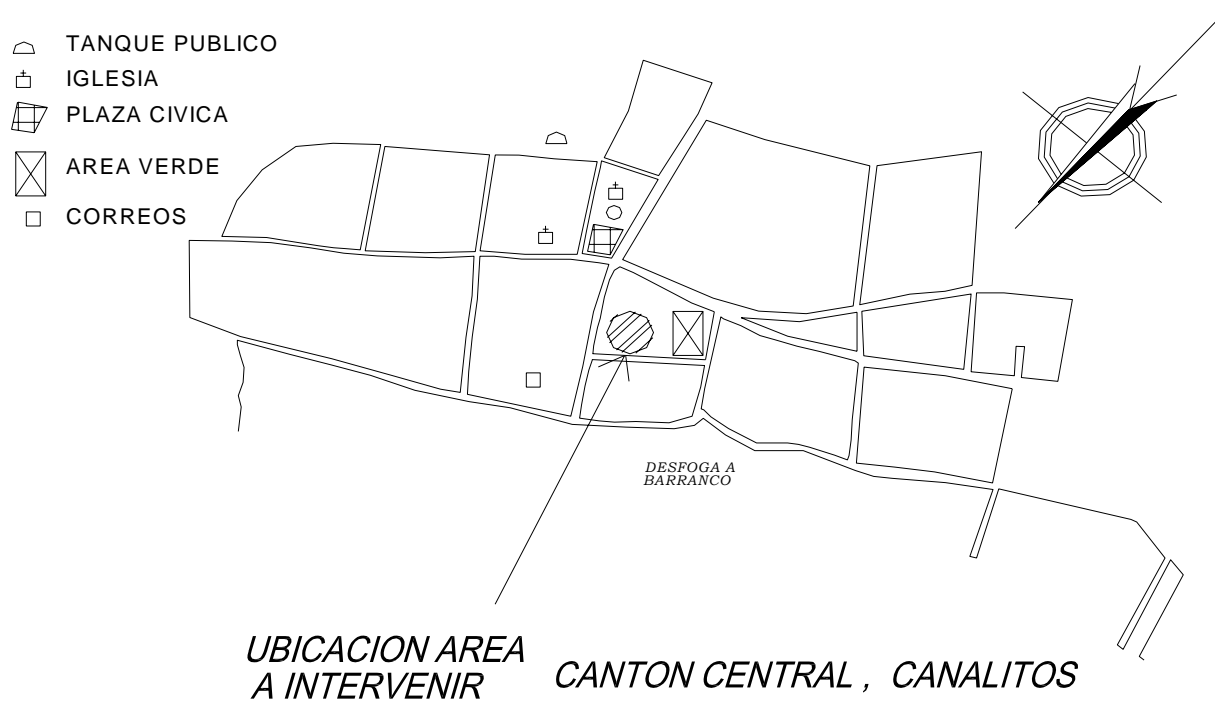 TANQUE PUBLICO
IGLESIA
PLAZA CIVICA
AREA VERDE
CORREOS
DESFOGA A
BARRANCO
UBICACION AREA
A INTERVENIR
CANTON CENTRAL , CANALITOS